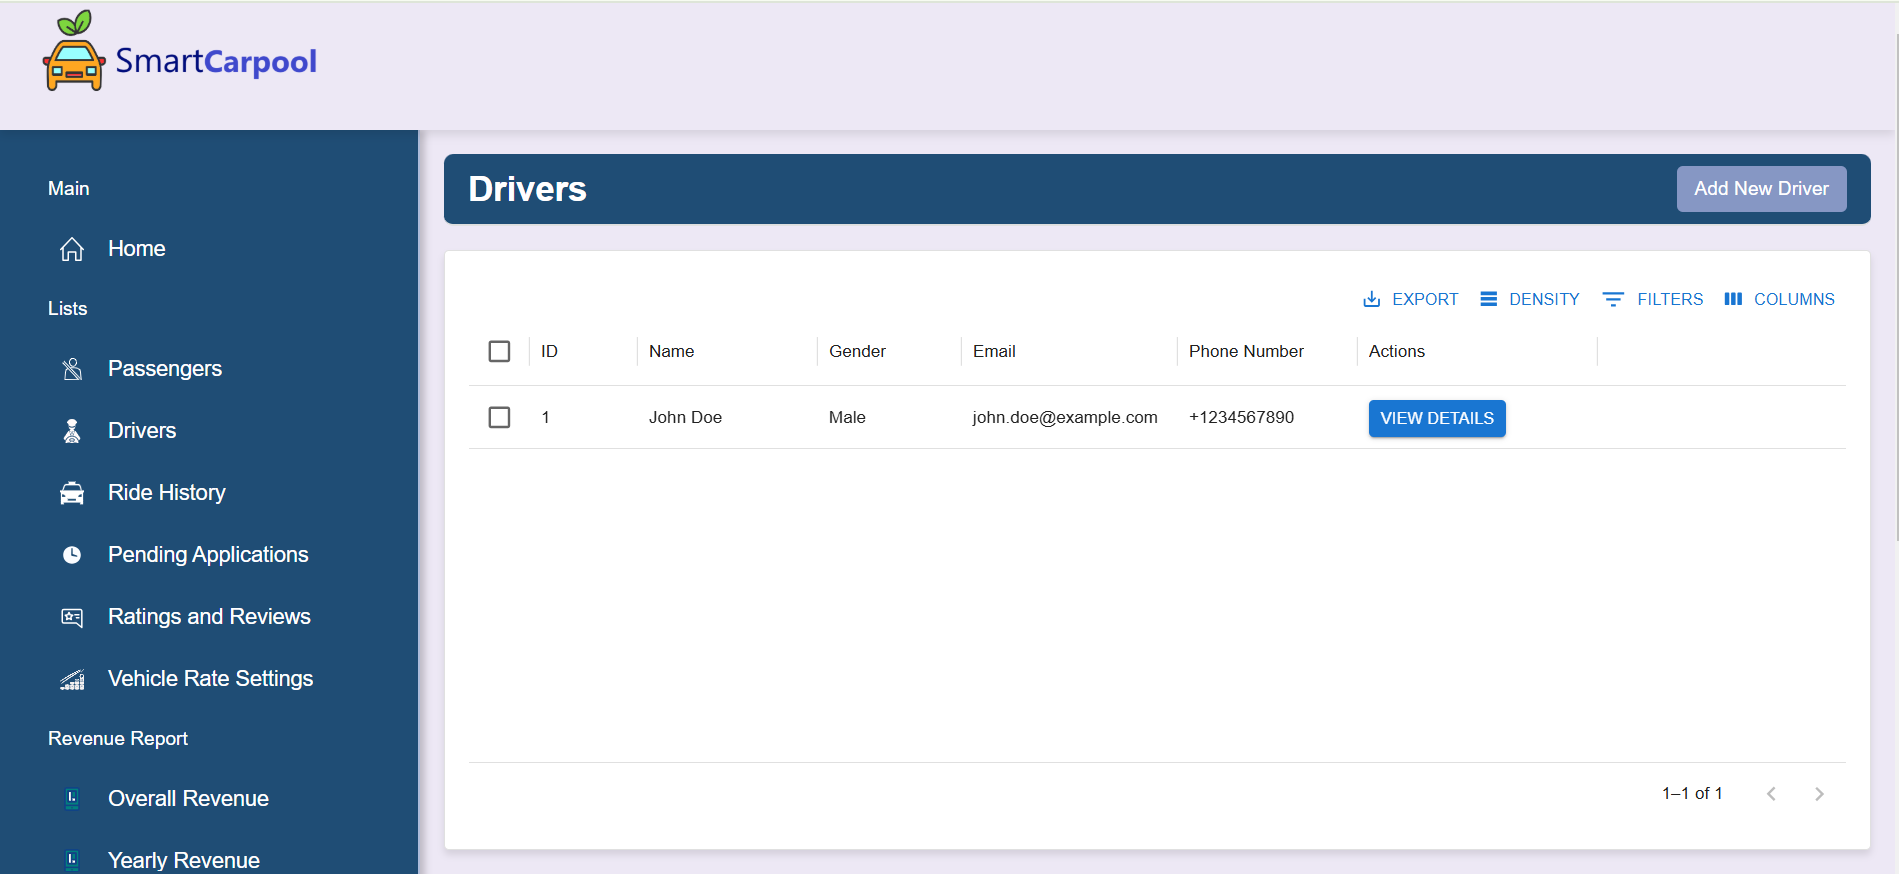 SmartCarpool
Main
Home
Lists
Passengers
Drivers
Ride History
Pending Applications
Ratings and Reviews
Vehicle Rate Settings
Revenue Report
Overall Revenue
Yearly Revenue
Drivers
Add New Driver
EXPORT DENSITY FILTERS COLUMNS
ID Name Gender Email Phone Number Actions
1 John Doe Male john.doe@example.com +1234567890 VIEW DETAILS
1–1 of 1